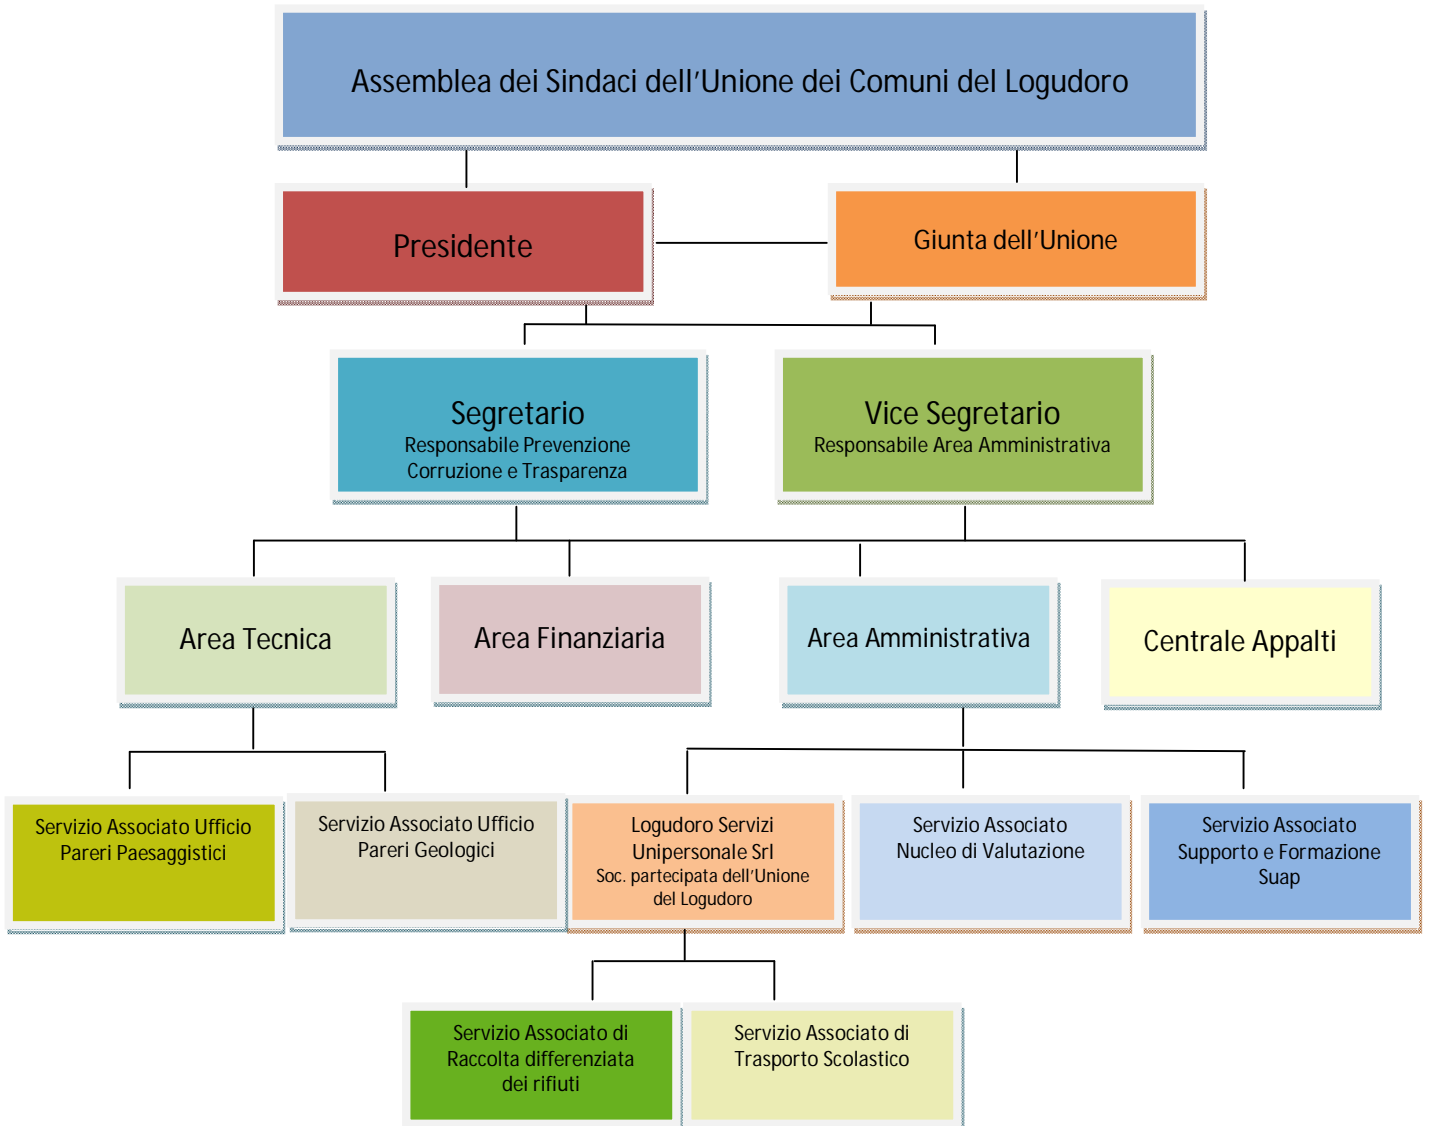 Assemblea dei Sindaci dell'Unione dei Comuni del Logudoro
Presidente
Giunta dell'Unione
Segretario
Responsabile Prevenzione
Corruzione e Trasparenza
Vice Segretario
Responsabile Area Amministrativa
Area Tecnica
Area Finanziaria
Area Amministrativa
Centrale Appalti
Servizio Associato Ufficio
Pareri Paesaggistici
Servizio Associato Ufficio
Pareri Geologici
Logudoro Servizi
Unipersonale Srl
Soc. partecipata dell'Unione
del Logudoro
Servizio Associato
Nucleo di Valutazione
Servizio Associato
Supporto e Formazione
Suap
Servizio Associato di
Raccolta differenziata
dei rifiuti
Servizio Associato di
Trasporto Scolastico